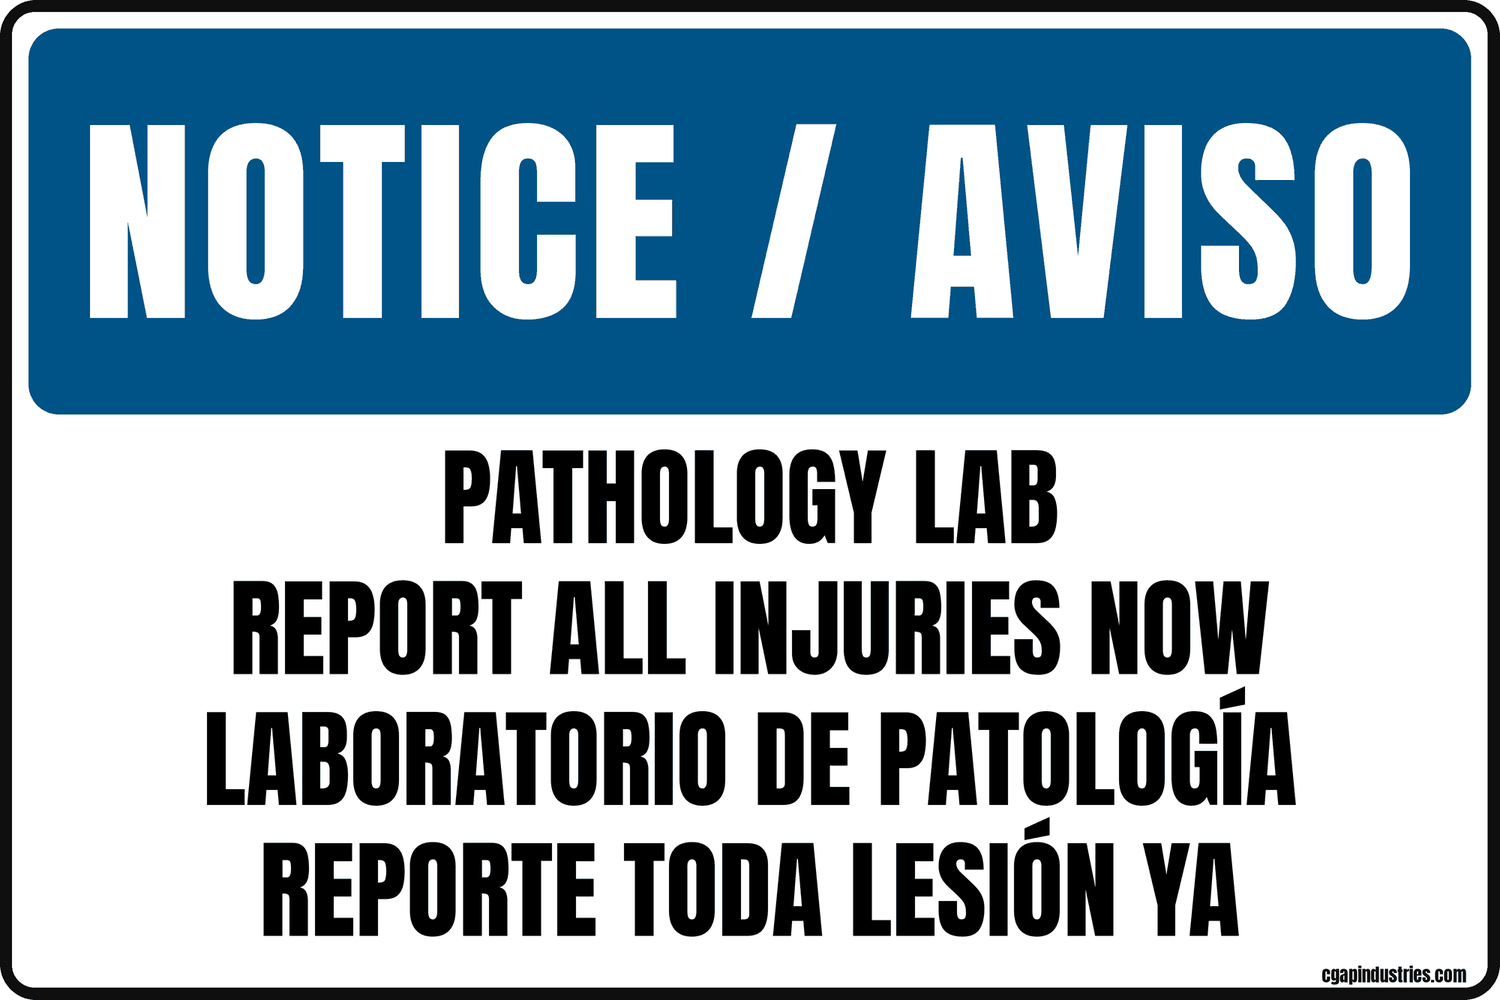 NOTICE / AVISO
PATHOLOGY LAB
REPORT ALL INJURIES NOW
LABORATORIO DE PATOLOGÍA
REPORTE TODA LESIÓN YA
cgapindustries.com